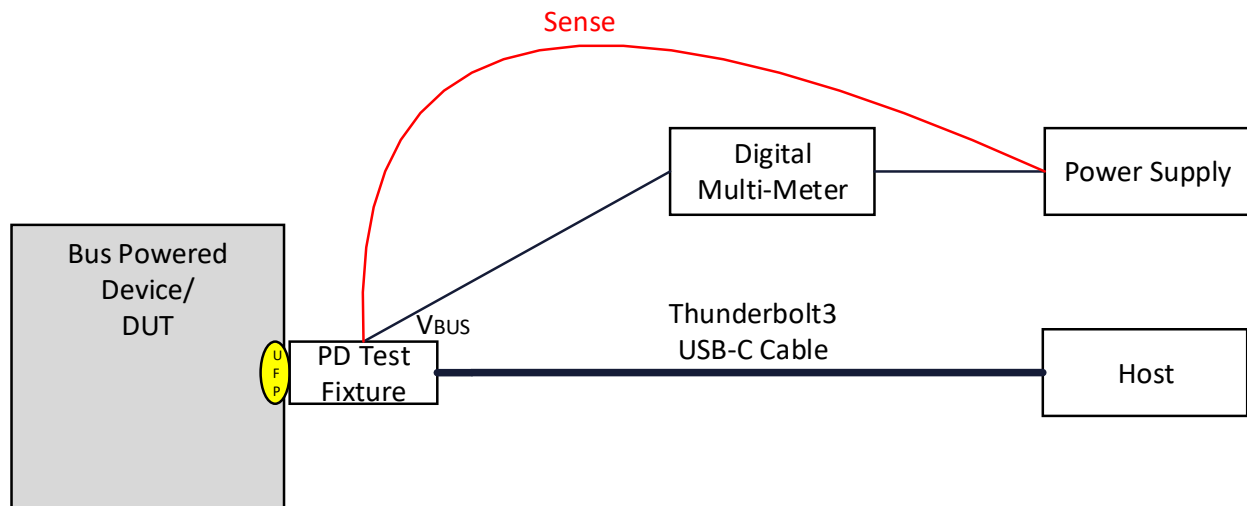 Sense
Digital
Multi-Meter
Power Supply
Bus Powered
Device/
DUT
VBUS
Thunderbolt3
USB-C Cable
U
F
P
PD Test
Fixture
Host